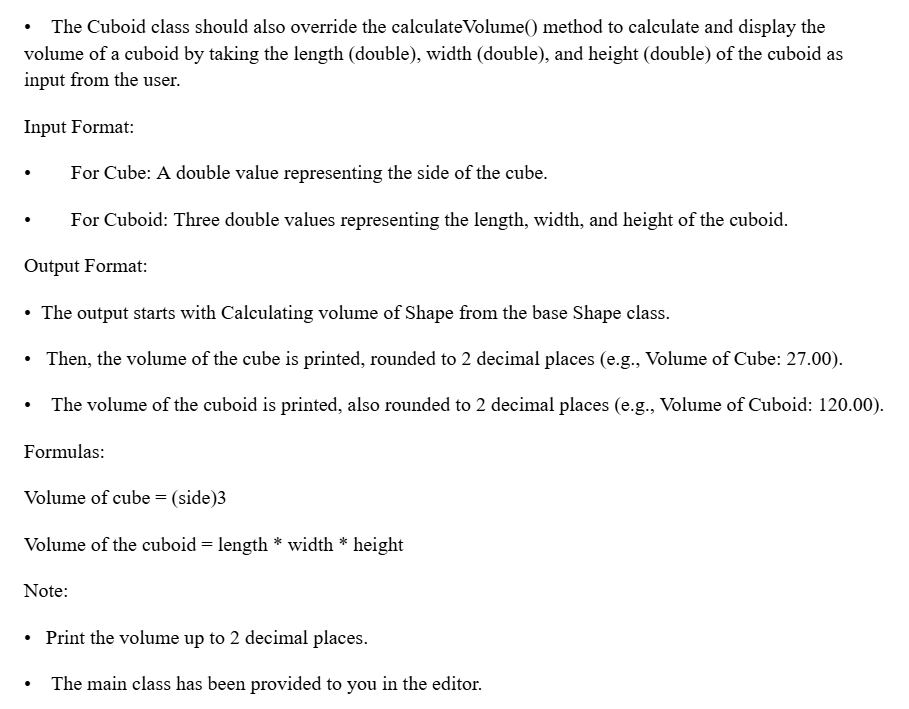 • The Cuboid class should also override the calculateVolume() method to calculate and display the
volume of a cuboid by taking the length (double), width (double), and height (double) of the cuboid as
input from the user.
Input Format:
• For Cube: A double value representing the side of the cube.
• For Cuboid: Three double values representing the length, width, and height of the cuboid.
Output Format:
• The output starts with Calculating volume of Shape from the base Shape class.
• Then, the volume of the cube is printed, rounded to 2 decimal places (e.g., Volume of Cube: 27.00).
• The volume of the cuboid is printed, also rounded to 2 decimal places (e.g., Volume of Cuboid: 120.00).
Formulas:
Volume of cube = (side)3
Volume of the cuboid = length * width * height
Note:
• Print the volume up to 2 decimal places.
• The main class has been provided to you in the editor.